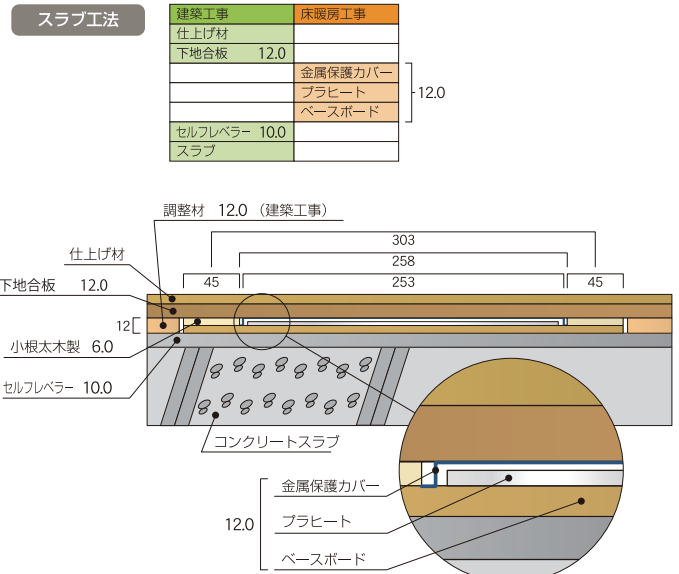 スラブ工法
建築工事 床暖房工事
仕上げ材
下地合板 12.0
金属保護カバー
プラヒート
12.0
ベースボード
セルフレベラー 10.0
スラブ
調整材 12.0 （建築工事）
303
仕上げ材
258
下地合板 12.0
45 253 45
12
小根太木製 6.0
セルフレベラー 10.0
コンクリートスラブ
金属保護カバー
プラヒート
12.0
ベースボード